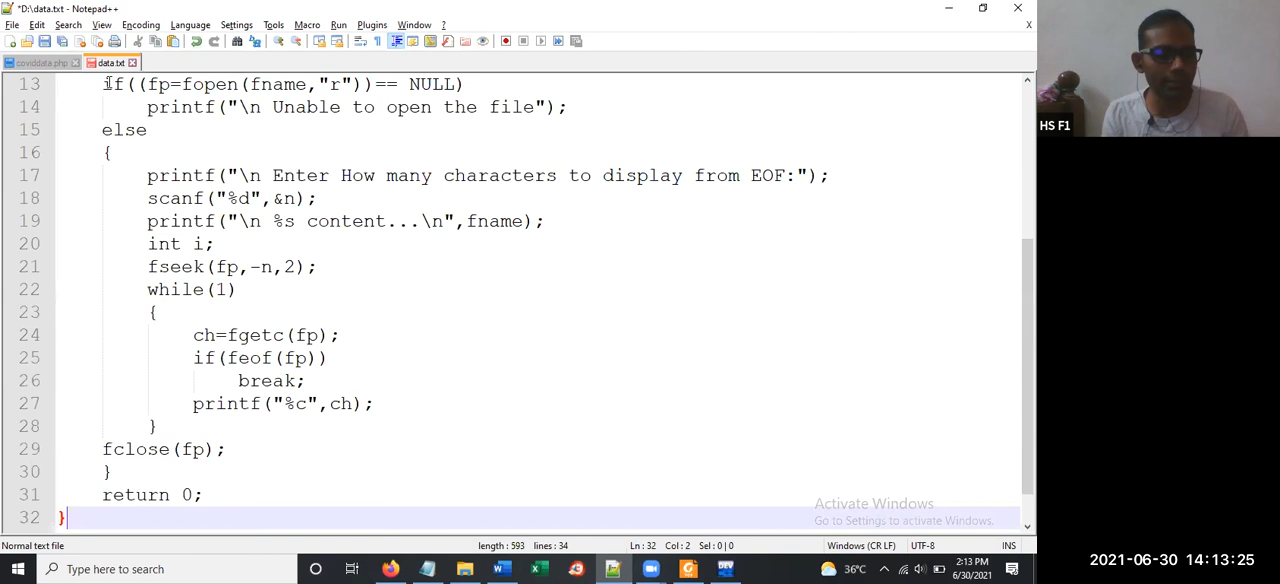 *D:\data.txt - Notepad++
File Edit Search View Encoding Language Settings Tools Macro Run Plugins Window ?
X
coviddata.php data.txt
13 if((fp=fopen(fname,"r"))== NULL)
14 printf("\n Unable to open the file");
15 else
16 {
17 printf("\n Enter How many characters to display from EOF:");
18 scanf("%d",&n);
19 printf("\n %s content...\n",fname);
20 int i;
21 fseek(fp,-n,2);
22 while(1)
23 {
24 ch=fgetc(fp);
25 if(feof(fp))
26 break;
27 printf("%c",ch);
28 }
29 fclose(fp);
30 }
31 return 0;
32 }
HS F1
Activate Windows
Go to Settings to activate Windows.
Normal text file length : 593 lines : 34 Ln : 32 Col : 2 Sel : 0 | 0 Windows (CR LF) UTF-8 INS
Type here to search
DEV
36°C
2:13 PM
6/30/2021
2021-06-30 14:13:25